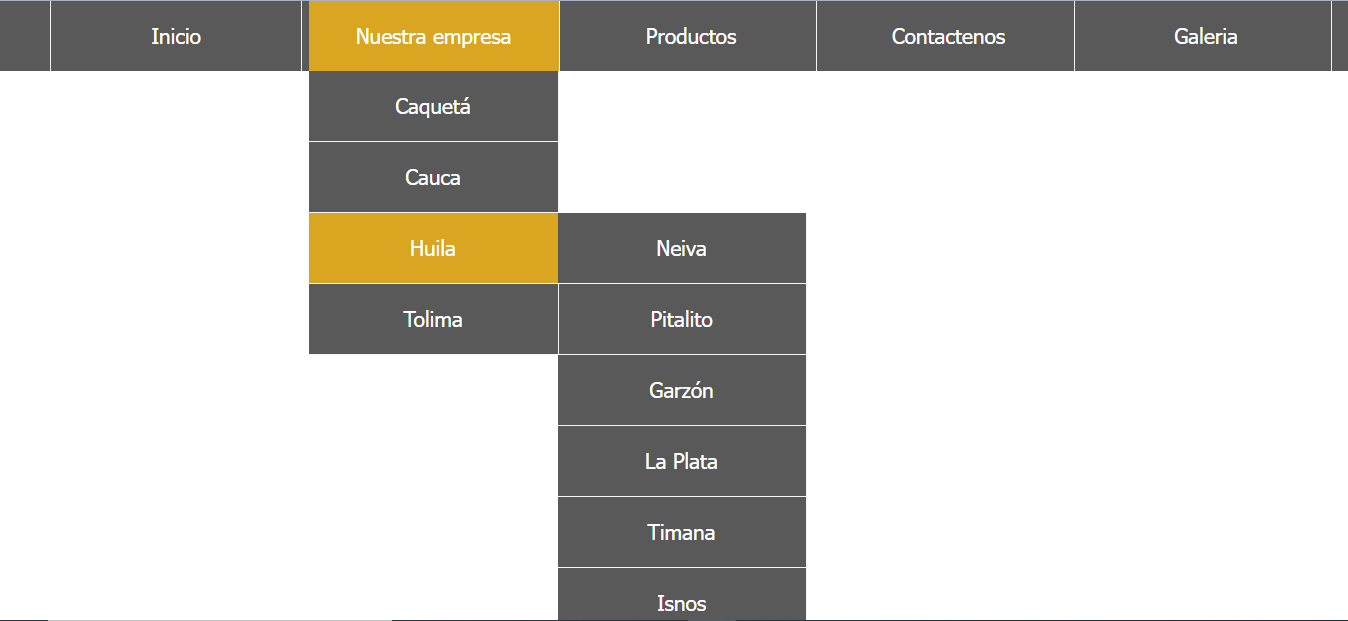 Inicio
Nuestra empresa
Productos
Contactenos
Galeria
Caquetá
Cauca
Huila
Neiva
Tolima
Pitalito
Garzón
La Plata
Timana
Isnos